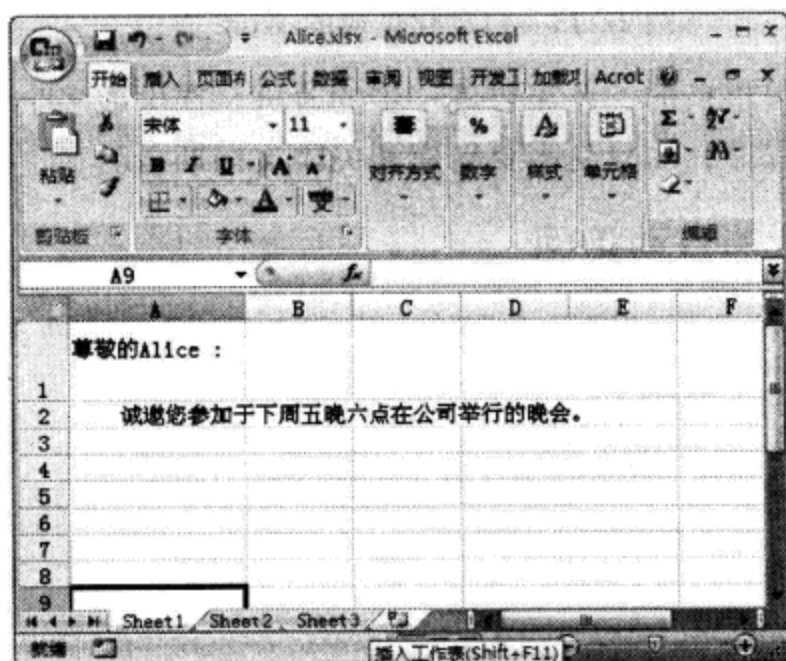 Alice.xlsx - Microsoft Excel
开始 插入 页面布 公式 数据 审阅 视图 开发工 加载项 Acrob
宋体 11
B I U A A
粘贴 对齐方式 数字 样式 单元格
剪贴板 字体 编辑
A9 fx
A B C D E F
尊敬的Alice :
1
2 诚邀您参加于下周五晚六点在公司举行的晚会。
3
4
5
6
7
8
9
Sheet1 Sheet2 Sheet3
就绪 插入工作表(Shift+F11)